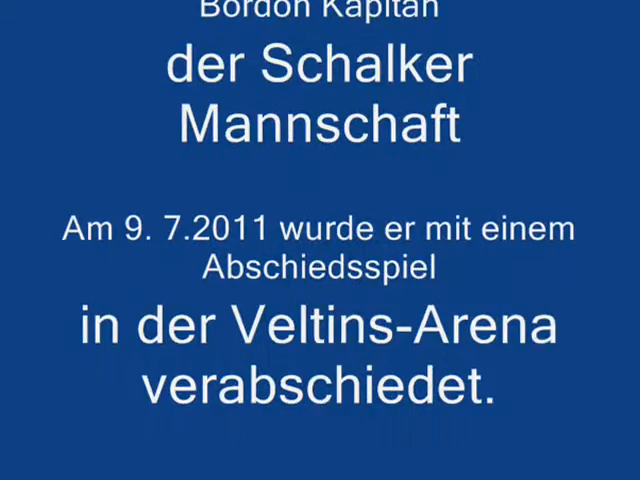 Bordon Kapitän
der Schalker
Mannschaft
Am 9. 7.2011 wurde er mit einem
Abschiedsspiel
in der Veltins-Arena
verabschiedet.